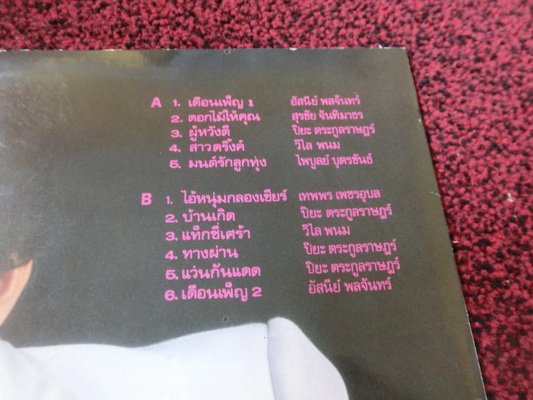 A 1. เดือนเพ็ญ 1 อัสนีย์ พลจันทร์
2. ดอกไม้ให้คุณ สุรชัย จันทิมาธร
3. ผู้หวังดี ปิยะ ตระกูลราษฎร์
4. สาวดริ้งค์ วิไล พนม
5. มนต์รักลูกทุ่ง ไพบูลย์ บุตรขันธ์
B 1. ไอ้หนุ่มกลองเชียร์ เทพพร เพชรอุบล
2. บ้านเกิด ปิยะ ตระกูลราษฎร์
3. แท็กซี่เศร้า วิไล พนม
4. ทางผ่าน ปิยะ ตระกูลราษฎร์
5. แว่นกันแดด ปิยะ ตระกูลราษฎร์
6. เดือนเพ็ญ 2 อัสนีย์ พลจันทร์